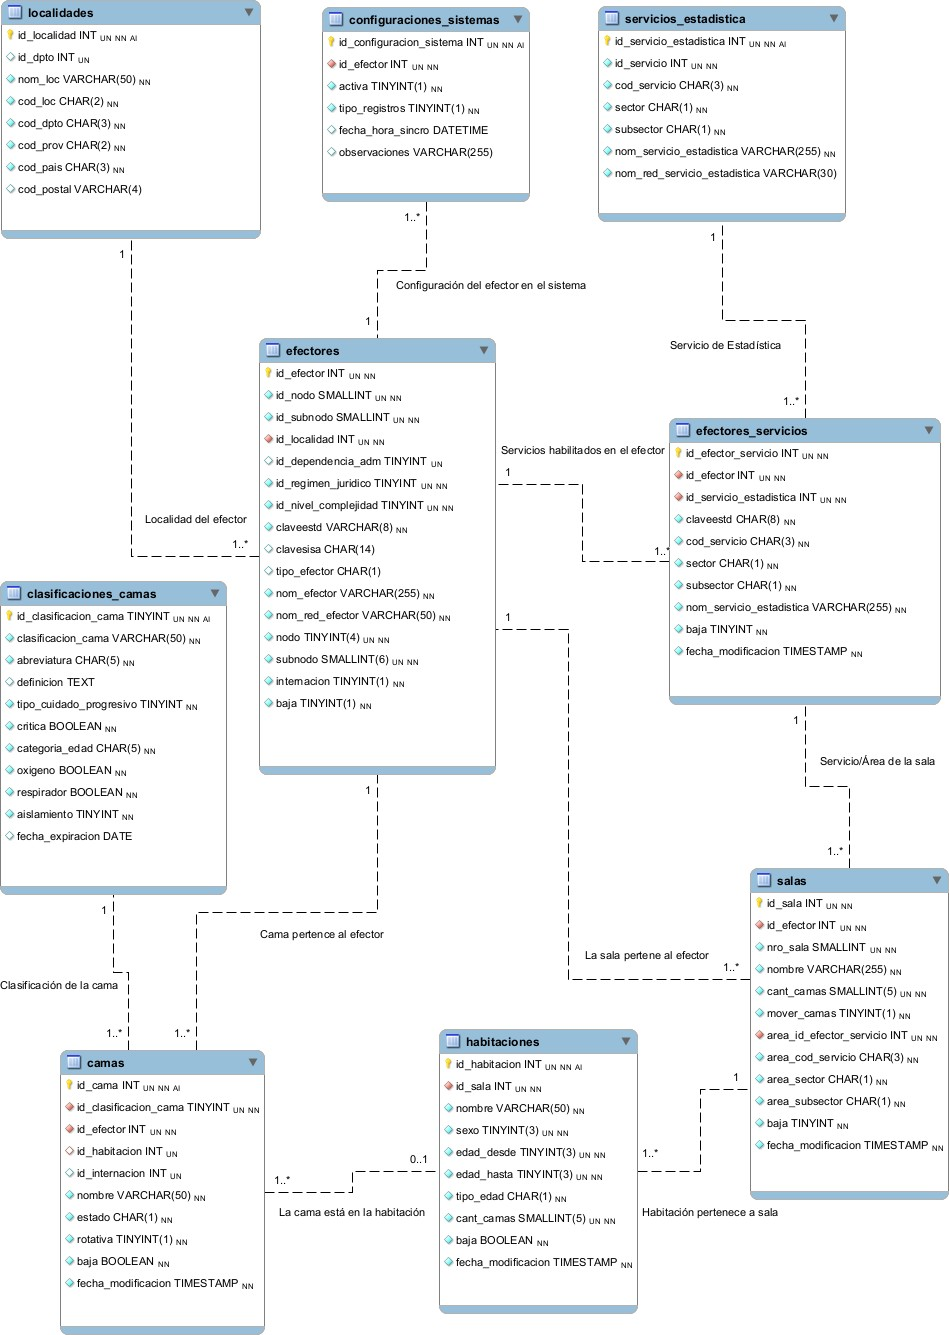 localidades
id_localidad INT UN NN AI
id_dpto INT UN
nom_loc VARCHAR(50) NN
cod_loc CHAR(2) NN
cod_dpto CHAR(3) NN
cod_prov CHAR(2) NN
cod_pais CHAR(3) NN
cod_postal VARCHAR(4)
configuraciones_sistemas
id_configuracion_sistema INT UN NN AI
id_efector INT UN NN
activa TINYINT(1) NN
tipo_registros TINYINT(1) NN
fecha_hora_sincro DATETIME
observaciones VARCHAR(255)
servicios_estadistica
id_servicio_estadistica INT UN NN AI
id_servicio INT UN NN
cod_servicio CHAR(3) NN
sector CHAR(1) NN
subsector CHAR(1) NN
nom_servicio_estadistica VARCHAR(255) NN
nom_red_servicio_estadistica VARCHAR(30)
1
1..*
1
Configuración del efector en el sistema
1
Servicio de Estadística
1..*
efectores
id_efector INT UN NN
id_nodo SMALLINT UN NN
id_subnodo SMALLINT UN NN
id_localidad INT UN NN
id_dependencia_adm TINYINT UN
id_regimen_juridico TINYINT UN NN
id_nivel_complejidad TINYINT UN NN
claveestd VARCHAR(8) NN
clavesisa CHAR(14)
tipo_efector CHAR(1)
nom_efector VARCHAR(255) NN
nom_red_efector VARCHAR(50) NN
nodo TINYINT(4) UN NN
subnodo SMALLINT(6) UN NN
internacion TINYINT(1) NN
baja TINYINT(1) NN
Servicios habilitados en el efector
1
1..*
efectores_servicios
id_efector_servicio INT UN NN
id_efector INT UN NN
id_servicio_estadistica INT UN NN
claveestd CHAR(8) NN
cod_servicio CHAR(3) NN
sector CHAR(1) NN
subsector CHAR(1) NN
nom_servicio_estadistica VARCHAR(255) NN
baja TINYINT NN
fecha_modificacion TIMESTAMP NN
Localidad del efector
1..*
clasificaciones_camas
id_clasificacion_cama TINYINT UN NN AI
clasificacion_cama VARCHAR(50) NN
abreviatura CHAR(5) NN
definicion TEXT
tipo_cuidado_progresivo TINYINT NN
critica BOOLEAN NN
categoria_edad CHAR(5) NN
oxigeno BOOLEAN NN
respirador BOOLEAN NN
aislamiento TINYINT NN
fecha_expiracion DATE
1
1
1
Servicio/Área de la sala
1..*
1
Cama pertence al efector
Clasificación de la cama
1..*
1..*
La sala pertene al efector
1..*
salas
id_sala INT UN NN
id_efector INT UN NN
nro_sala SMALLINT UN NN
nombre VARCHAR(255) NN
cant_camas SMALLINT(5) UN NN
mover_camas TINYINT(1) NN
area_id_efector_servicio INT UN NN
area_cod_servicio CHAR(3) NN
area_sector CHAR(1) NN
area_subsector CHAR(1) NN
baja TINYINT NN
fecha_modificacion TIMESTAMP NN
camas
id_cama INT UN NN AI
id_clasificacion_cama TINYINT UN NN
id_efector INT UN NN
id_habitacion INT UN
id_internacion INT UN
nombre VARCHAR(50) NN
estado CHAR(1) NN
rotativa TINYINT(1) NN
baja BOOLEAN NN
fecha_modificacion TIMESTAMP NN
habitaciones
id_habitacion INT UN NN AI
id_sala INT UN NN
nombre VARCHAR(50) NN
sexo TINYINT(3) UN NN
edad_desde TINYINT(3) UN NN
edad_hasta TINYINT(3) UN NN
tipo_edad CHAR(1) NN
cant_camas SMALLINT(5) UN NN
baja BOOLEAN NN
fecha_modificacion TIMESTAMP NN
1
1..*
0..1
1..*
La cama está en la habitación
Habitación pertenece a sala